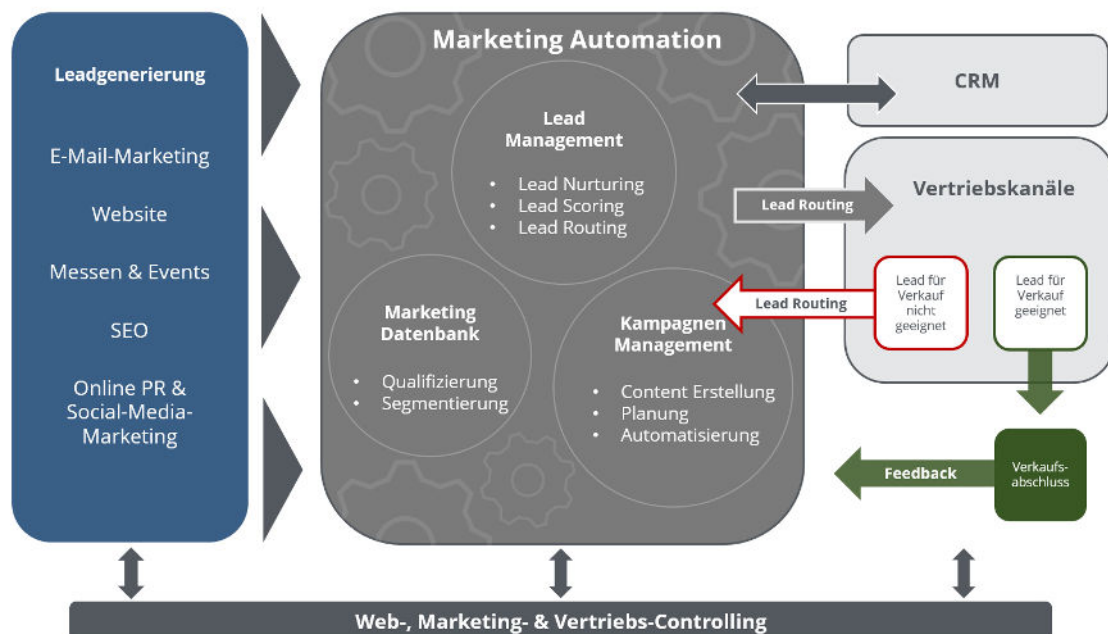 Leadgenerierung
E-Mail-Marketing
Website
Messen & Events
SEO
Online PR &
Social-Media-
Marketing
Marketing Automation
Lead
Management
• Lead Nurturing
• Lead Scoring
• Lead Routing
Marketing
Datenbank
• Qualifizierung
• Segmentierung
Kampagnen
Management
• Content Erstellung
• Planung
• Automatisierung
CRM
Vertriebskanäle
Lead Routing
Lead Routing
Lead für
Verkauf
nicht
geeignet
Lead für
Verkauf
geeignet
Feedback
Verkaufs-
abschluss
Web-, Marketing- & Vertriebs-Controlling